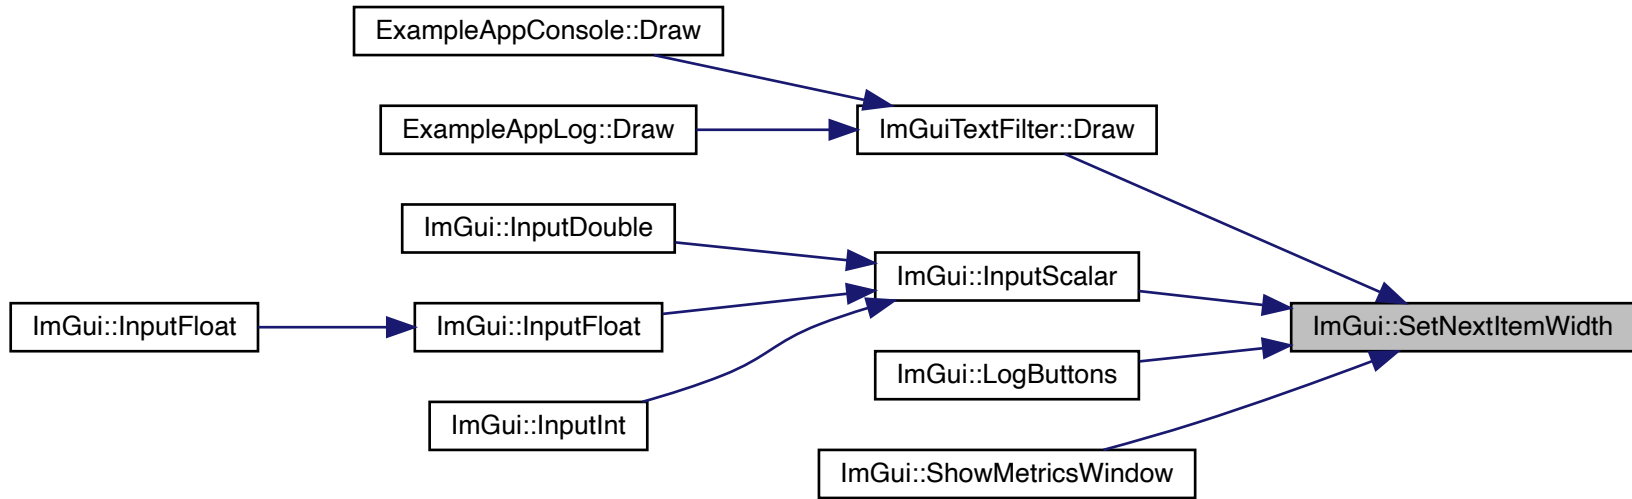 ExampleAppConsole::Draw
ExampleAppLog::Draw
ImGuiTextFilter::Draw
ImGui::InputDouble
ImGui::InputScalar
ImGui::InputFloat
ImGui::InputFloat
ImGui::SetNextItemWidth
ImGui::LogButtons
ImGui::InputInt
ImGui::ShowMetricsWindow